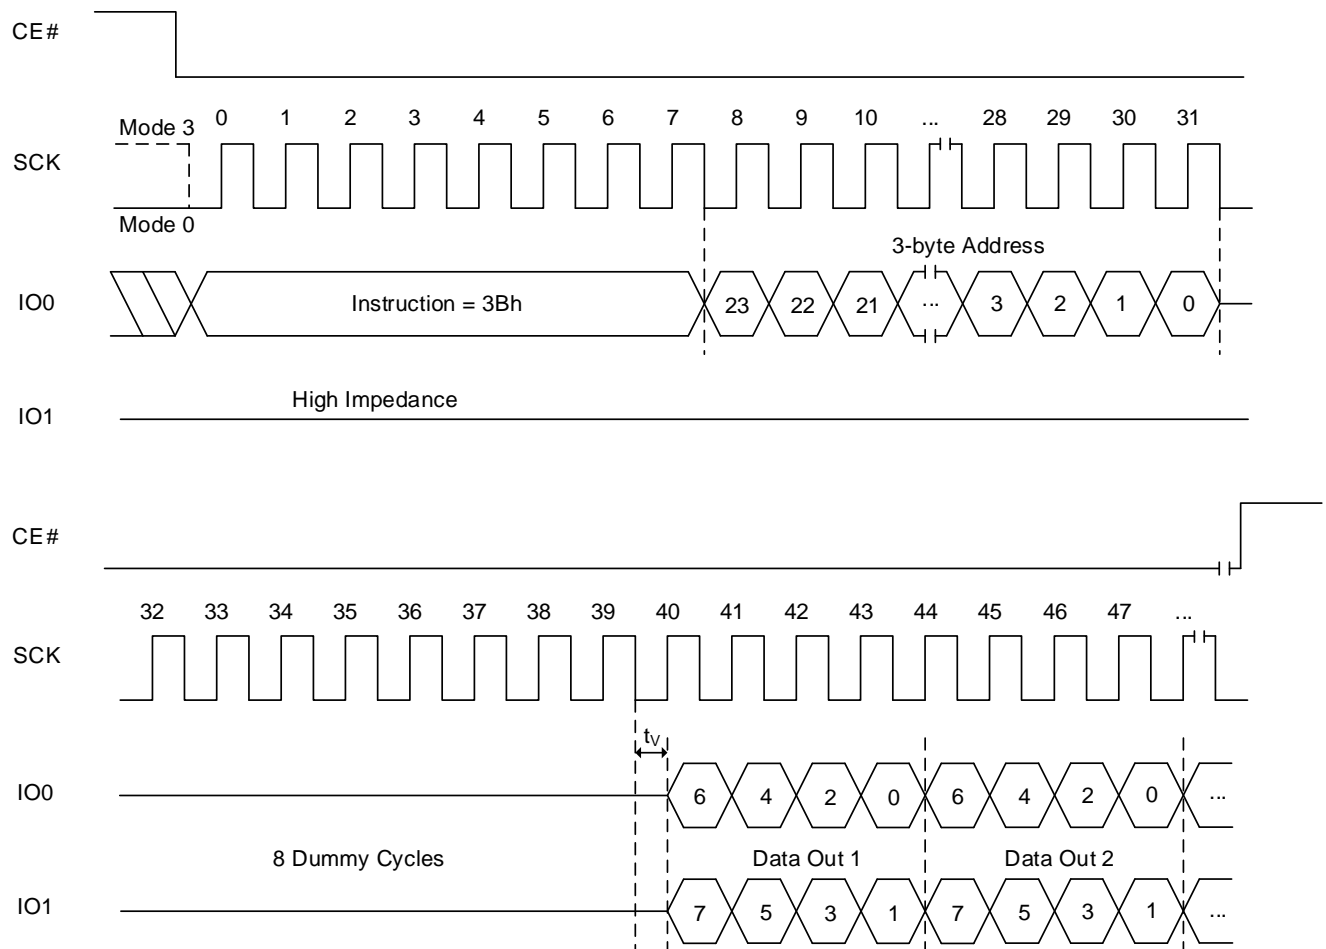 CE#
Mode 3 0 1 2 3 4 5 6 7 8 9 10 ... 28 29 30 31
SCK
Mode 0
3-byte Address
IO0 Instruction = 3Bh 23 22 21 ... 3 2 1 0
High Impedance
IO1
CE#
32 33 34 35 36 37 38 39 40 41 42 43 44 45 46 47 ...
SCK
tV
IO0 6 4 2 0 6 4 2 0 ...
8 Dummy Cycles Data Out 1 Data Out 2
IO1 7 5 3 1 7 5 3 1 ...